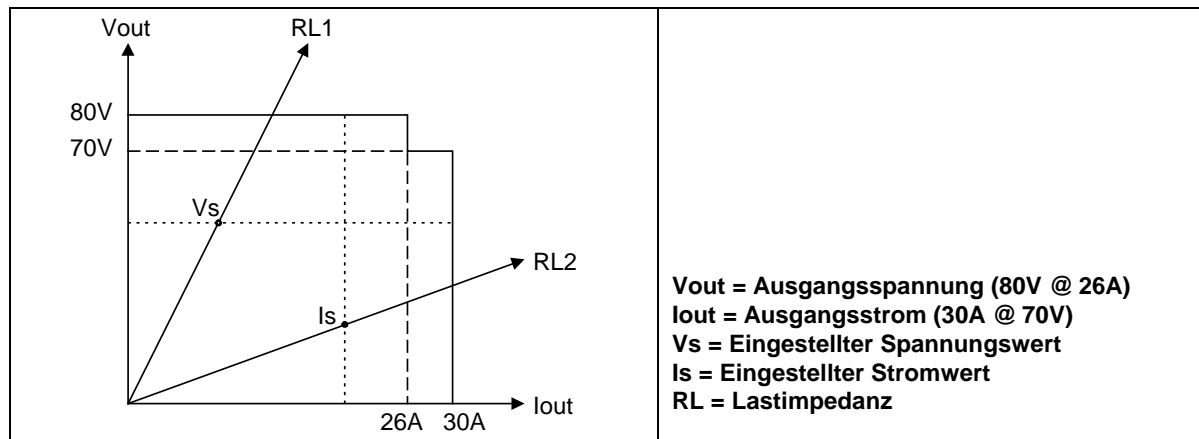 Vout
RL1
80V
70V
Vs
RL2
Is
Iout
26A 30A
Vout = Ausgangsspannung (80V @ 26A)
Iout = Ausgangsstrom (30A @ 70V)
Vs = Eingestellter Spannungswert
Is = Eingestellter Stromwert
RL = Lastimpedanz